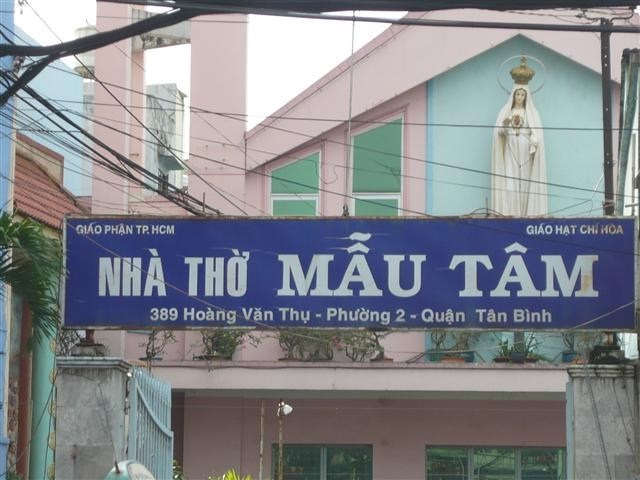 GIÁO PHẬN TP. HCM
GIÁO HẠT CHÍ HÒA
NHÀ THỜ MẪU TÂM
389 Hoàng Văn Thụ - Phường 2 - Quận Tân Bình